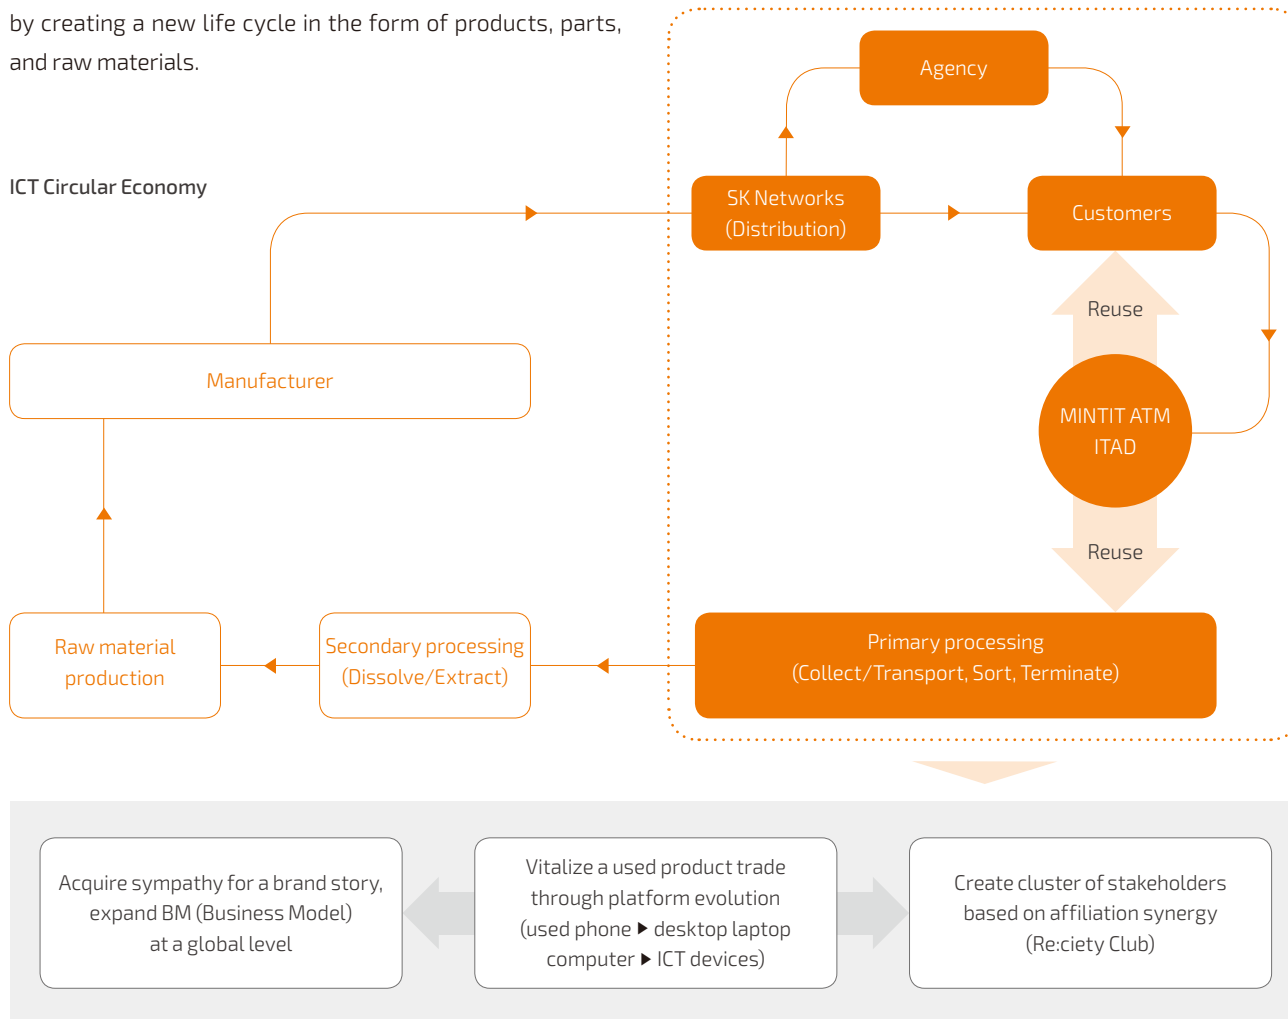 by creating a new life cycle in the form of products, parts,
and raw materials.
ICT Circular Economy
Agency
SK Networks
(Distribution)
Customers
Reuse
Manufacturer
MINTIT ATM
ITAD
Reuse
Raw material
production
Secondary processing
(Dissolve/Extract)
Primary processing
(Collect/Transport, Sort, Terminate)
Acquire sympathy for a brand story,
expand BM (Business Model)
at a global level
Vitalize a used product trade
through platform evolution
(used phone ▶ desktop laptop
computer ▶ ICT devices)
Create cluster of stakeholders
based on affiliation synergy
(Re:ciety Club)